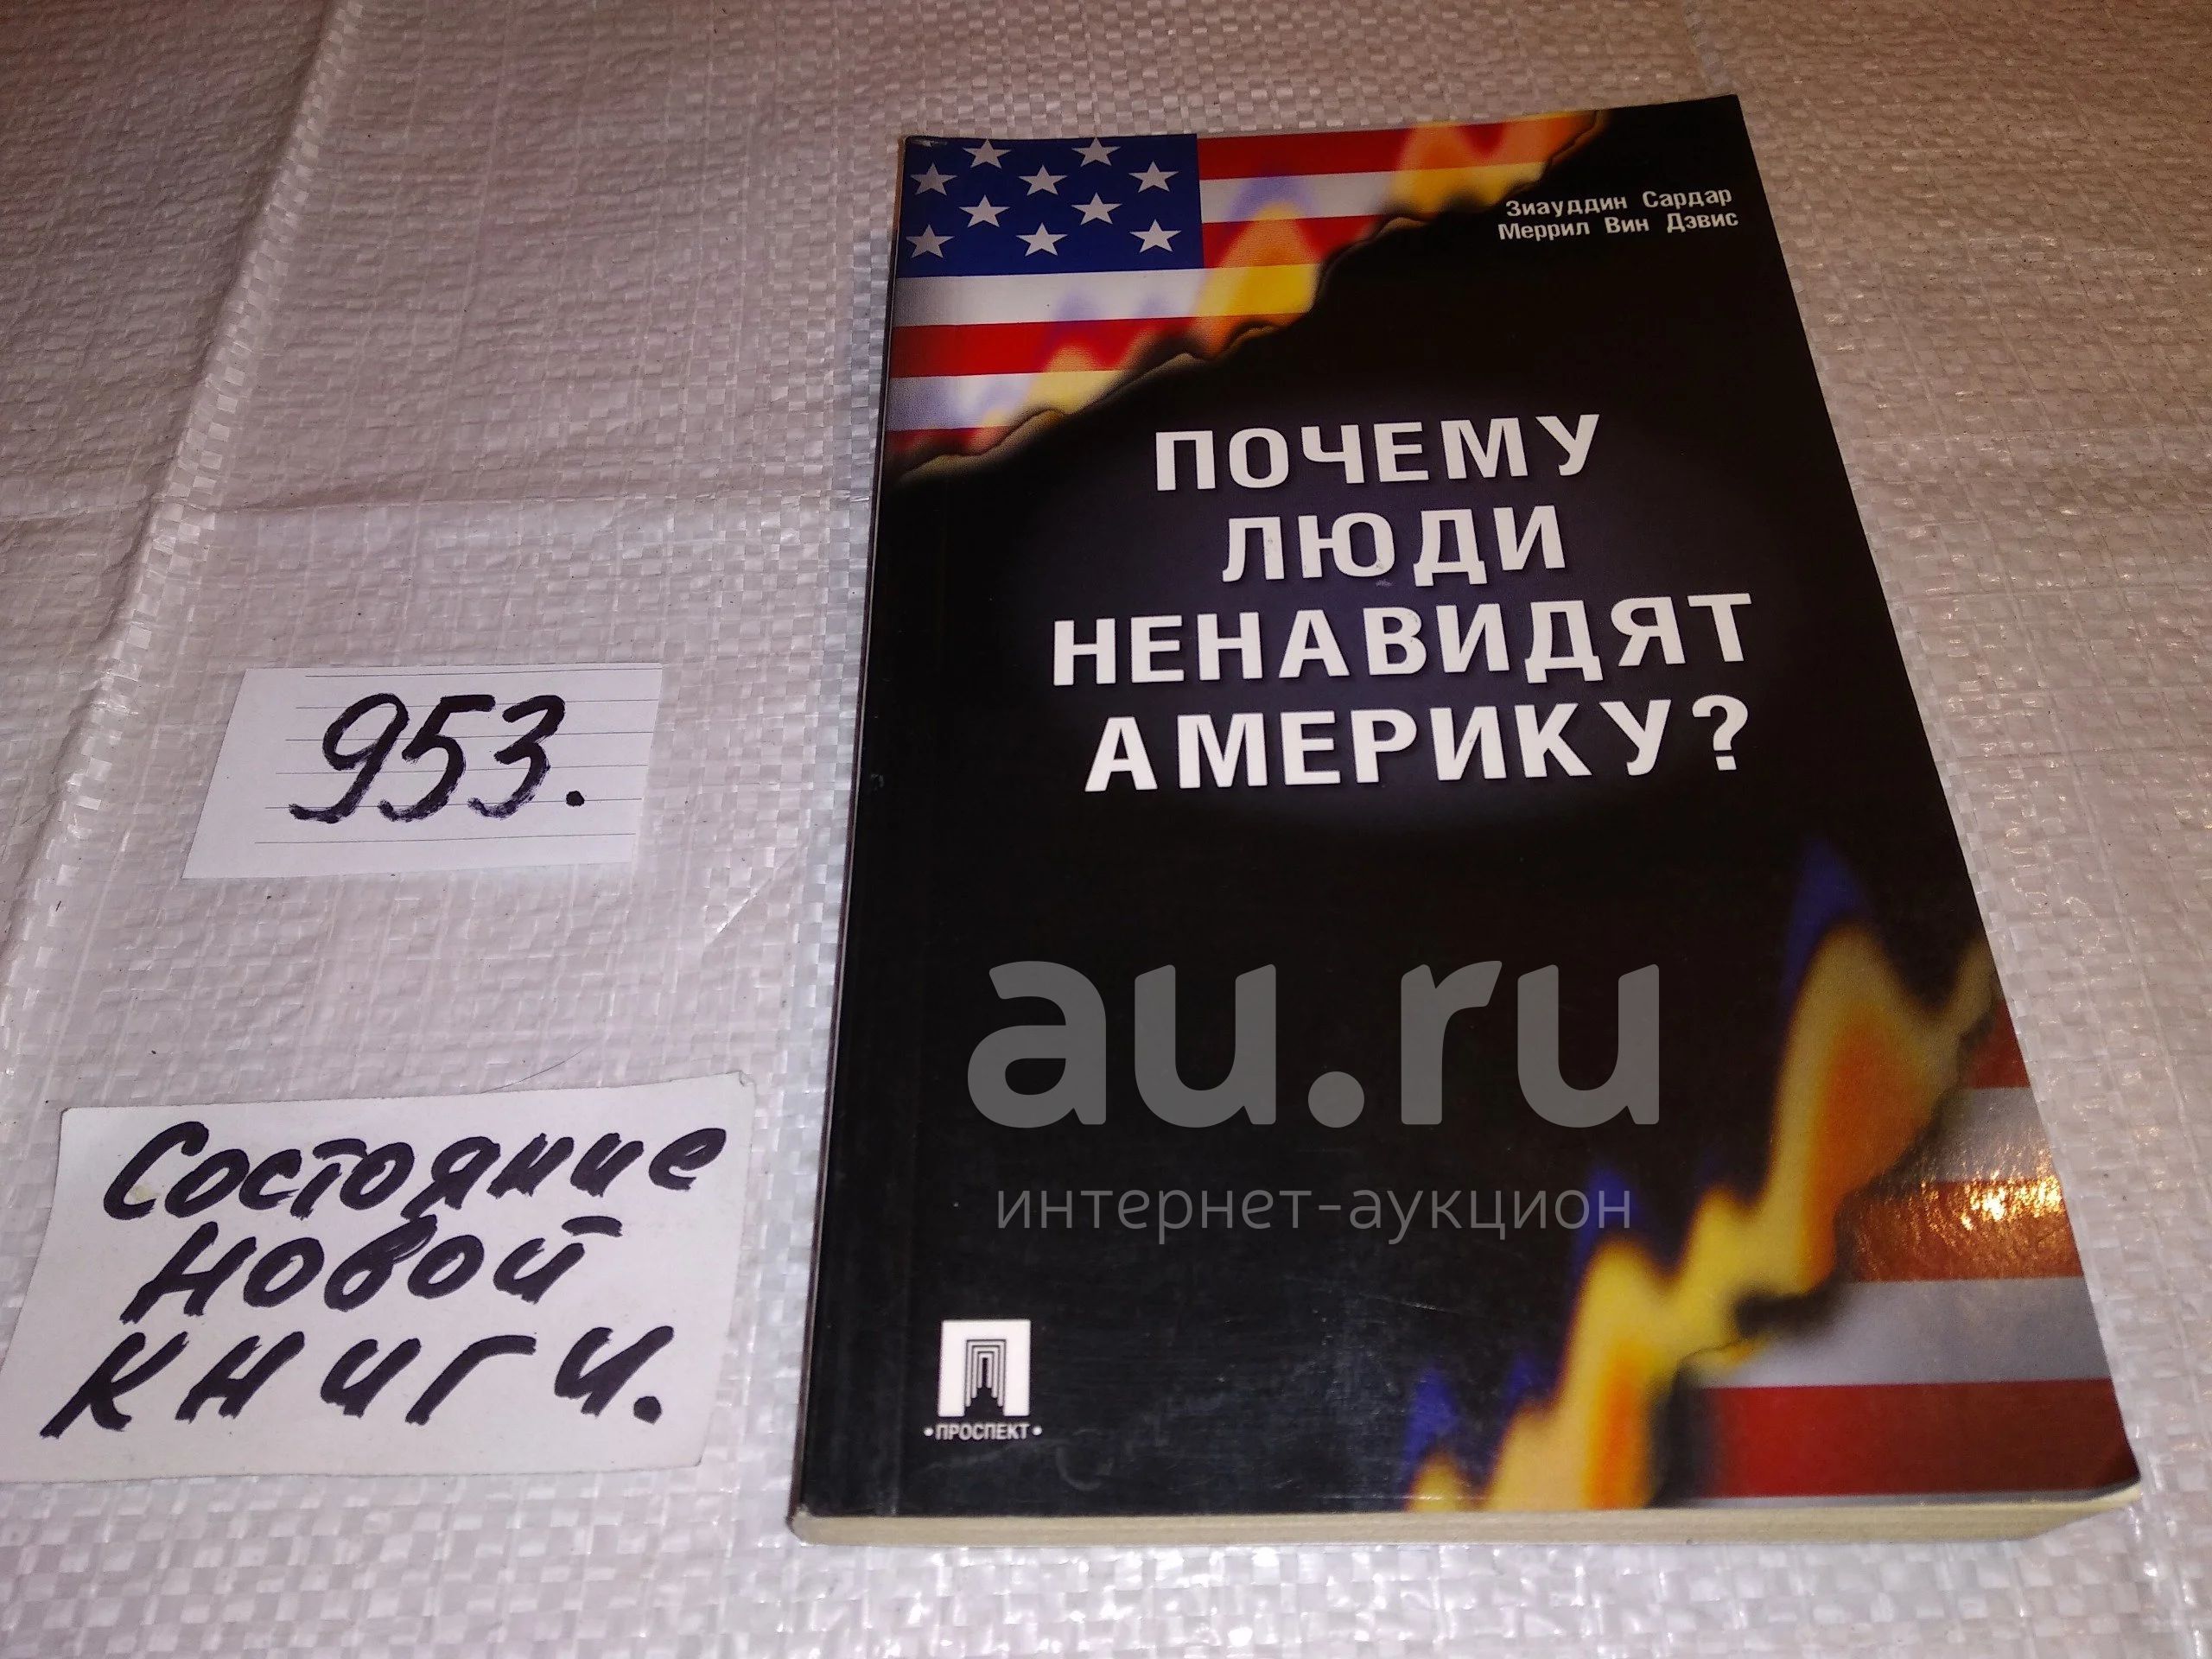 Зиауддин Сардар
Меррил Вин Дэвис
ПОЧЕМУ
ЛЮДИ
НЕНАВИДЯТ
АМЕРИКУ?
953.
au.ru
интернет-аукцион
Состояние
новой
книги.
•ПРОСПЕКТ•